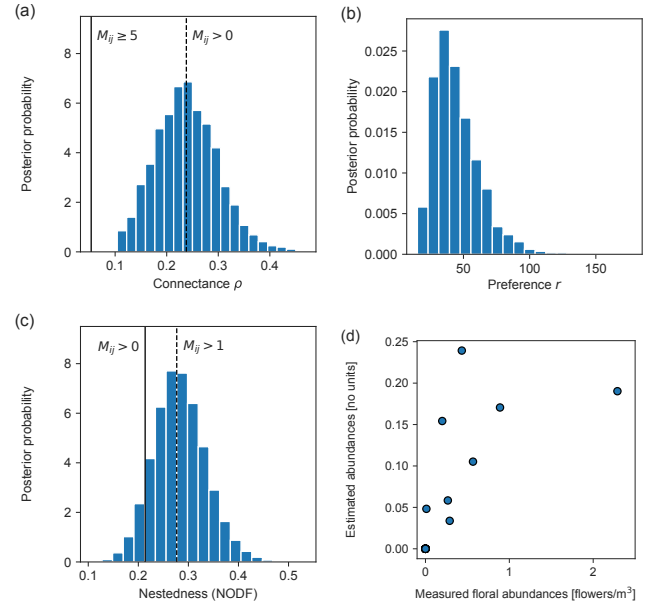 (a)
M_ij ≥ 5
M_ij > 0
Posterior probability
8
6
4
2
0
0.1 0.2 0.3 0.4
Connectance ρ
(b)
Posterior probability
0.025
0.020
0.015
0.010
0.005
0.000
50 100 150
Preference r
(c)
M_ij > 0
M_ij > 1
Posterior probability
8
6
4
2
0
0.1 0.2 0.3 0.4 0.5
Nestedness (NODF)
(d)
Estimated abundances [no units]
0.25
0.20
0.15
0.10
0.05
0.00
0 1 2
Measured floral abundances [flowers/m³]